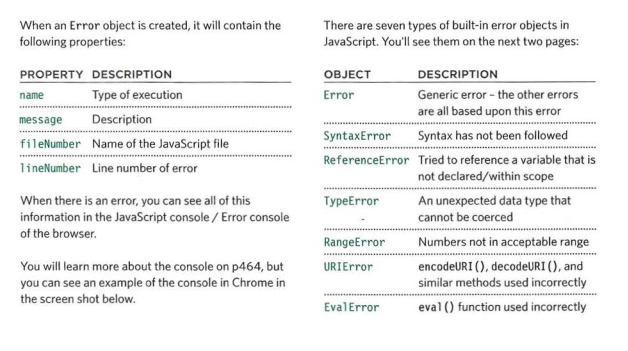 When an Error object is created, it will contain the
following properties:
PROPERTY DESCRIPTION
name Type of execution
message Description
fileNumber Name of the JavaScript file
lineNumber Line number of error
When there is an error, you can see all of this
information in the JavaScript console / Error console
of the browser.
You will learn more about the console on p464, but
you can see an example of the console in Chrome in
the screen shot below.
There are seven types of built-in error objects in
JavaScript. You'll see them on the next two pages:
OBJECT DESCRIPTION
Error Generic error – the other errors
are all based upon this error
SyntaxError Syntax has not been followed
ReferenceError Tried to reference a variable that is
not declared/within scope
TypeError An unexpected data type that
cannot be coerced
RangeError Numbers not in acceptable range
URIError encodeURI(), decodeURI(), and
similar methods used incorrectly
EvalError eval() function used incorrectly